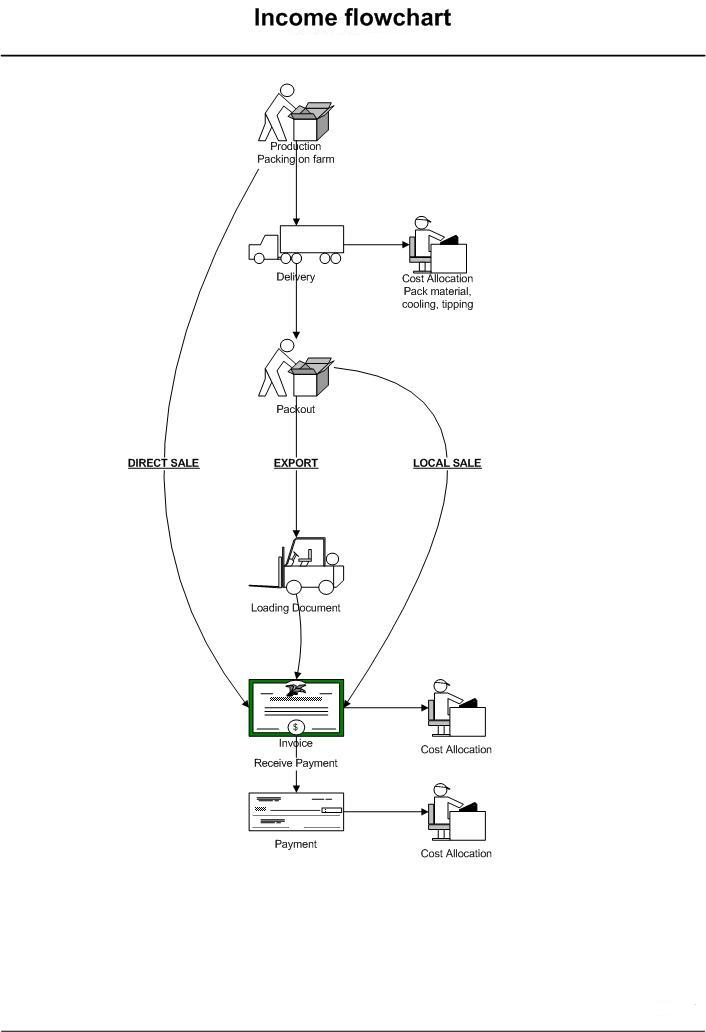 Income flowchart
Production
Packing on farm
Delivery
Cost Allocation
Pack material,
cooling, tipping
Packout
DIRECT SALE
EXPORT
LOCAL SALE
Loading Document
$
Invoice
Cost Allocation
Receive Payment
Payment
Cost Allocation